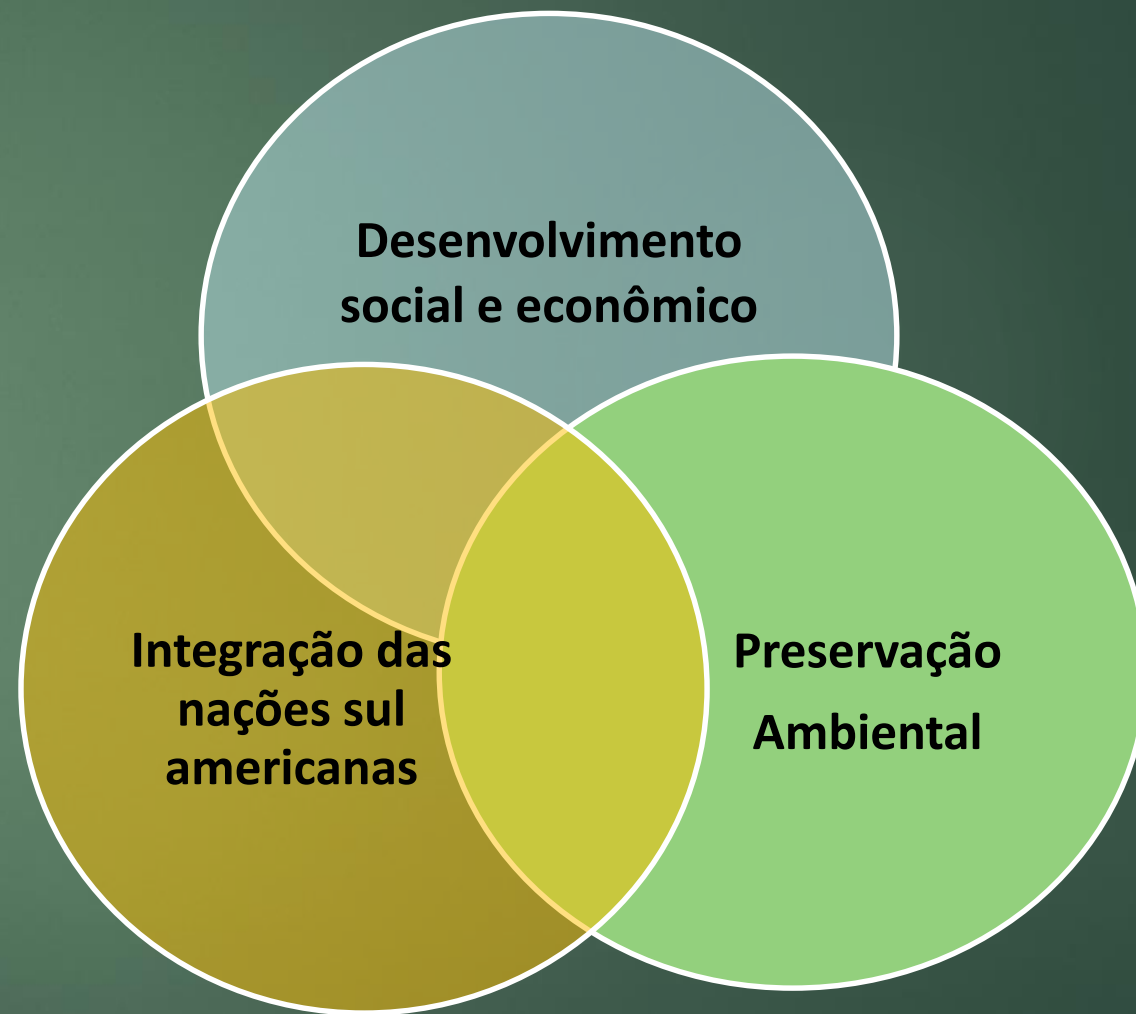 Desenvolvimento
social e econômico
Integração das
nações sul
americanas
Preservação
Ambiental